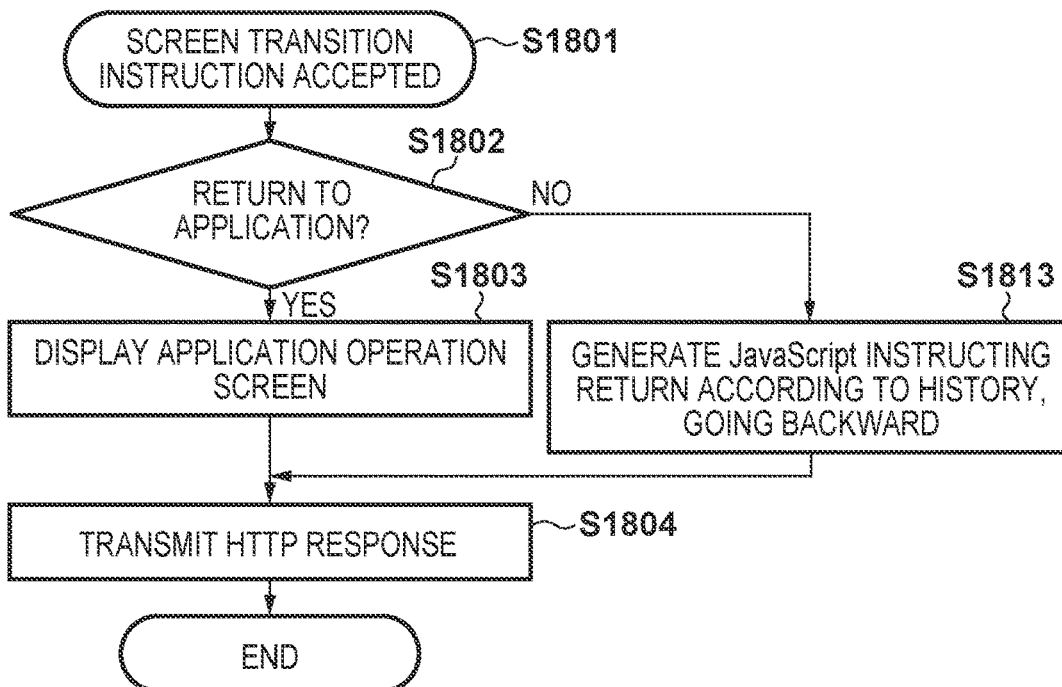 SCREEN TRANSITION
INSTRUCTION ACCEPTED
S1801
S1802
RETURN TO
APPLICATION?
NO
YES
S1803
DISPLAY APPLICATION OPERATION
SCREEN
S1813
GENERATE JavaScript INSTRUCTING
RETURN ACCORDING TO HISTORY,
GOING BACKWARD
TRANSMIT HTTP RESPONSE
S1804
END